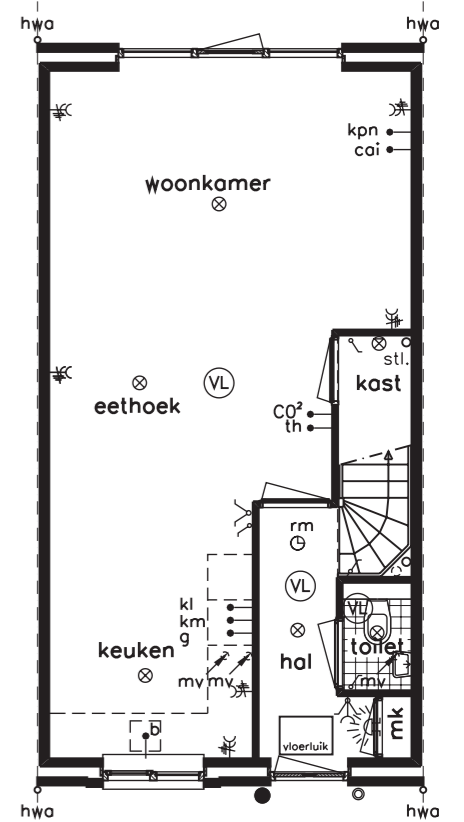 hwa
hwa
kpn
cai
woonkamer
stl.
kast
VL
eethoek
CO²
th
rm
VL
VL
kl
km
g
keuken
toilet
hal
mv mv
mv
mk
b
vloerluik
hwa
hwa